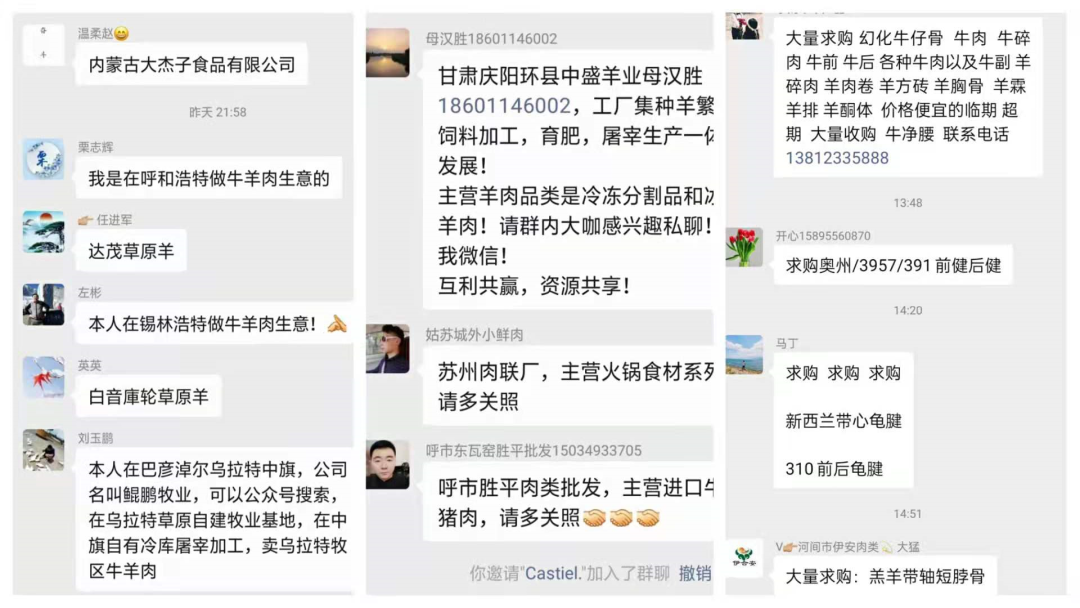 温柔赵😄
内蒙古大杰子食品有限公司
昨天 21:58
栗志辉
我是在呼和浩特做牛羊肉生意的
👉任进军
达茂草原羊
左彬
本人在锡林浩特做牛羊肉生意！
英英
白音庫轮草原羊
刘玉鹏
本人在巴彦淖尔乌拉特中旗，公司
名叫鲲鹏牧业，可以公众号搜索，
在乌拉特草原自建牧业基地，在中
旗自有冷库屠宰加工，卖乌拉特牧
区牛羊肉
母汉胜18601146002
甘肃庆阳环县中盛羊业母汉胜
18601146002，工厂集种羊繁
饲料加工，育肥，屠宰生产一体
发展！
主营羊肉品类是冷冻分割品和冰
羊肉！请群内大咖感兴趣私聊！
我微信！
互利共赢，资源共享！
姑苏城外小鲜肉
苏州肉联厂，主营火锅食材系列
请多关照
呼市东瓦窑胜平批发15034933705
呼市胜平肉类批发，主营进口牛
猪肉，请多关照🤝🤝🤝
你邀请"Castiel."加入了群聊 撤销
大量求购 幻化牛仔骨 牛肉 牛碎
肉 牛前 牛后 各种牛肉以及牛副 羊
碎肉 羊肉卷 羊方砖 羊胸骨 羊霖
羊排 羊酮体 价格便宜的临期 超
期 大量收购 牛净腰 联系电话
13812335888
13:48
开心15895560870
求购奥州/3957/391前健后健
14:20
马丁
求购 求购 求购
新西兰带心龟腱
310前后龟腱
14:51
V👉河间市伊安肉类💫 大猛
伊合安
大量求购：羔羊带轴短脖骨